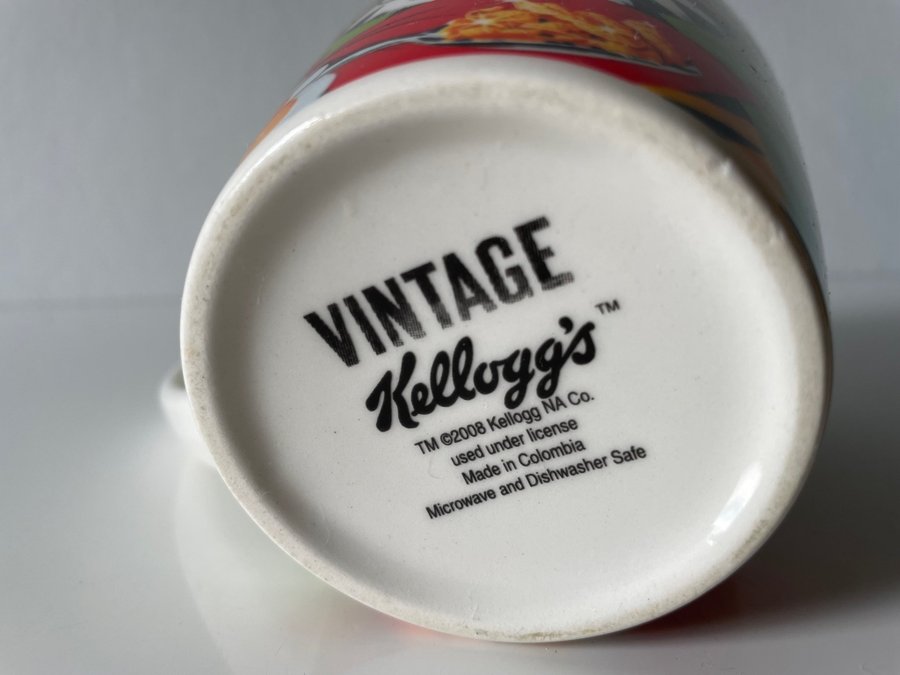 VINTAGE
Kellogg's™
TM ©2008 Kellogg NA Co.
used under license
Made in Colombia
Microwave and Dishwasher Safe